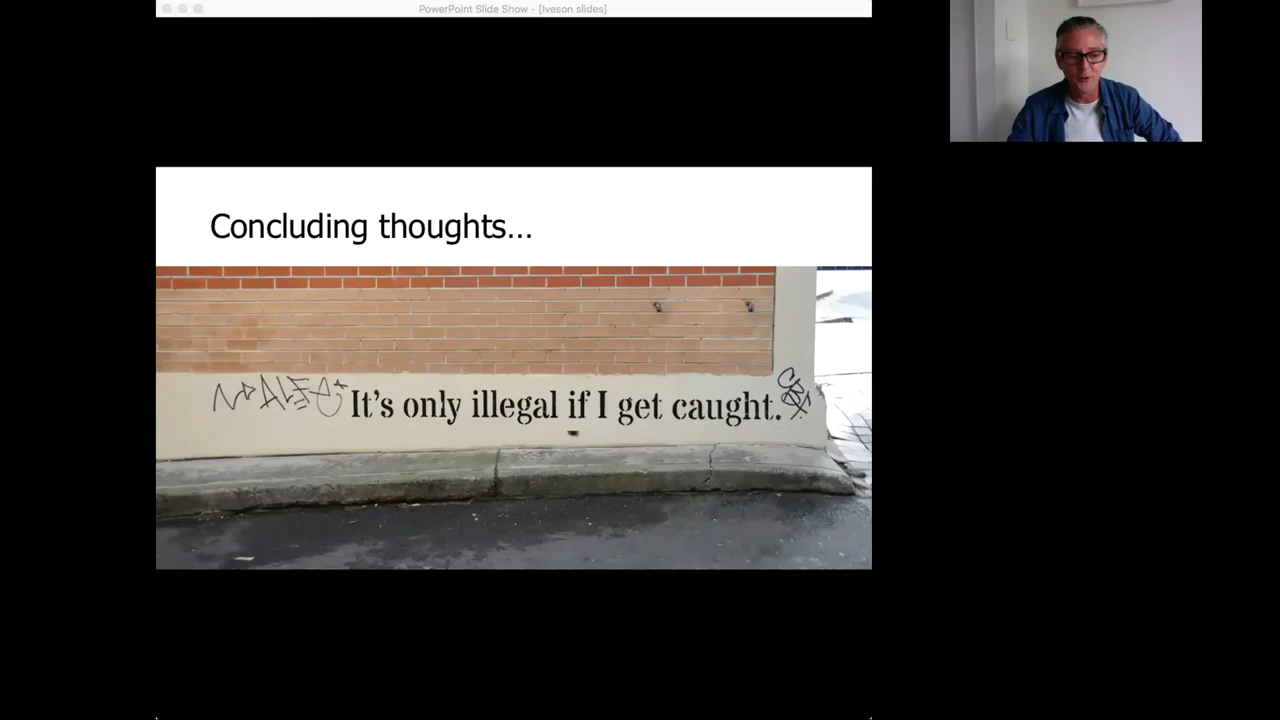 PowerPoint Slide Show - [Iveson slides]
Concluding thoughts...
It's only illegal if I get caught.